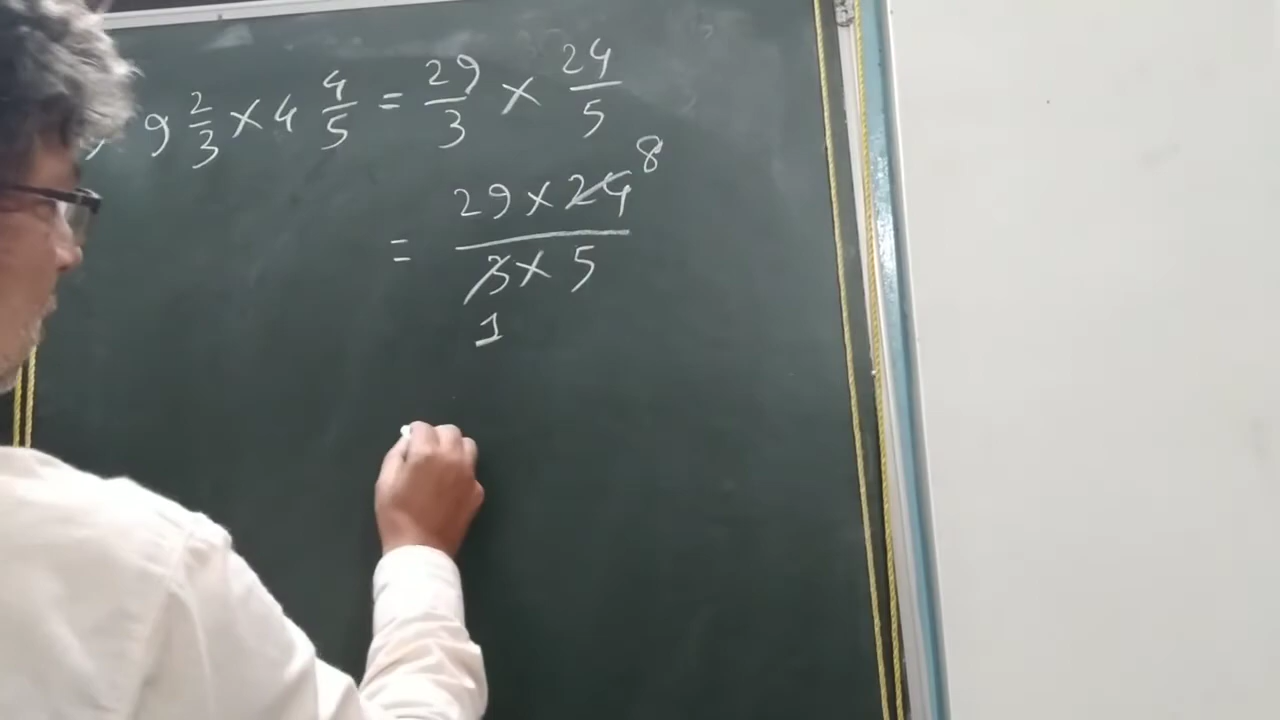 9 2/3 × 4 4/5 = 29/3 × 24/5
8
= 29 × 24 / 3 × 5
1